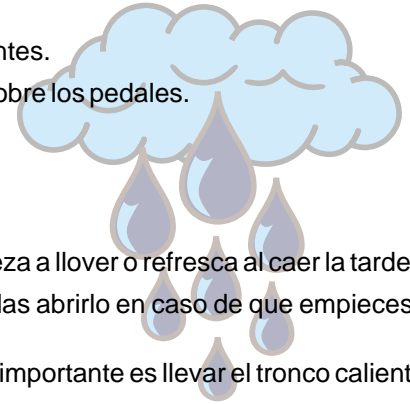 ntes.
obre los pedales.
eza a llover o refresca al caer la tarde
las abrirlo en caso de que empieces
importante es llevar el tronco calient